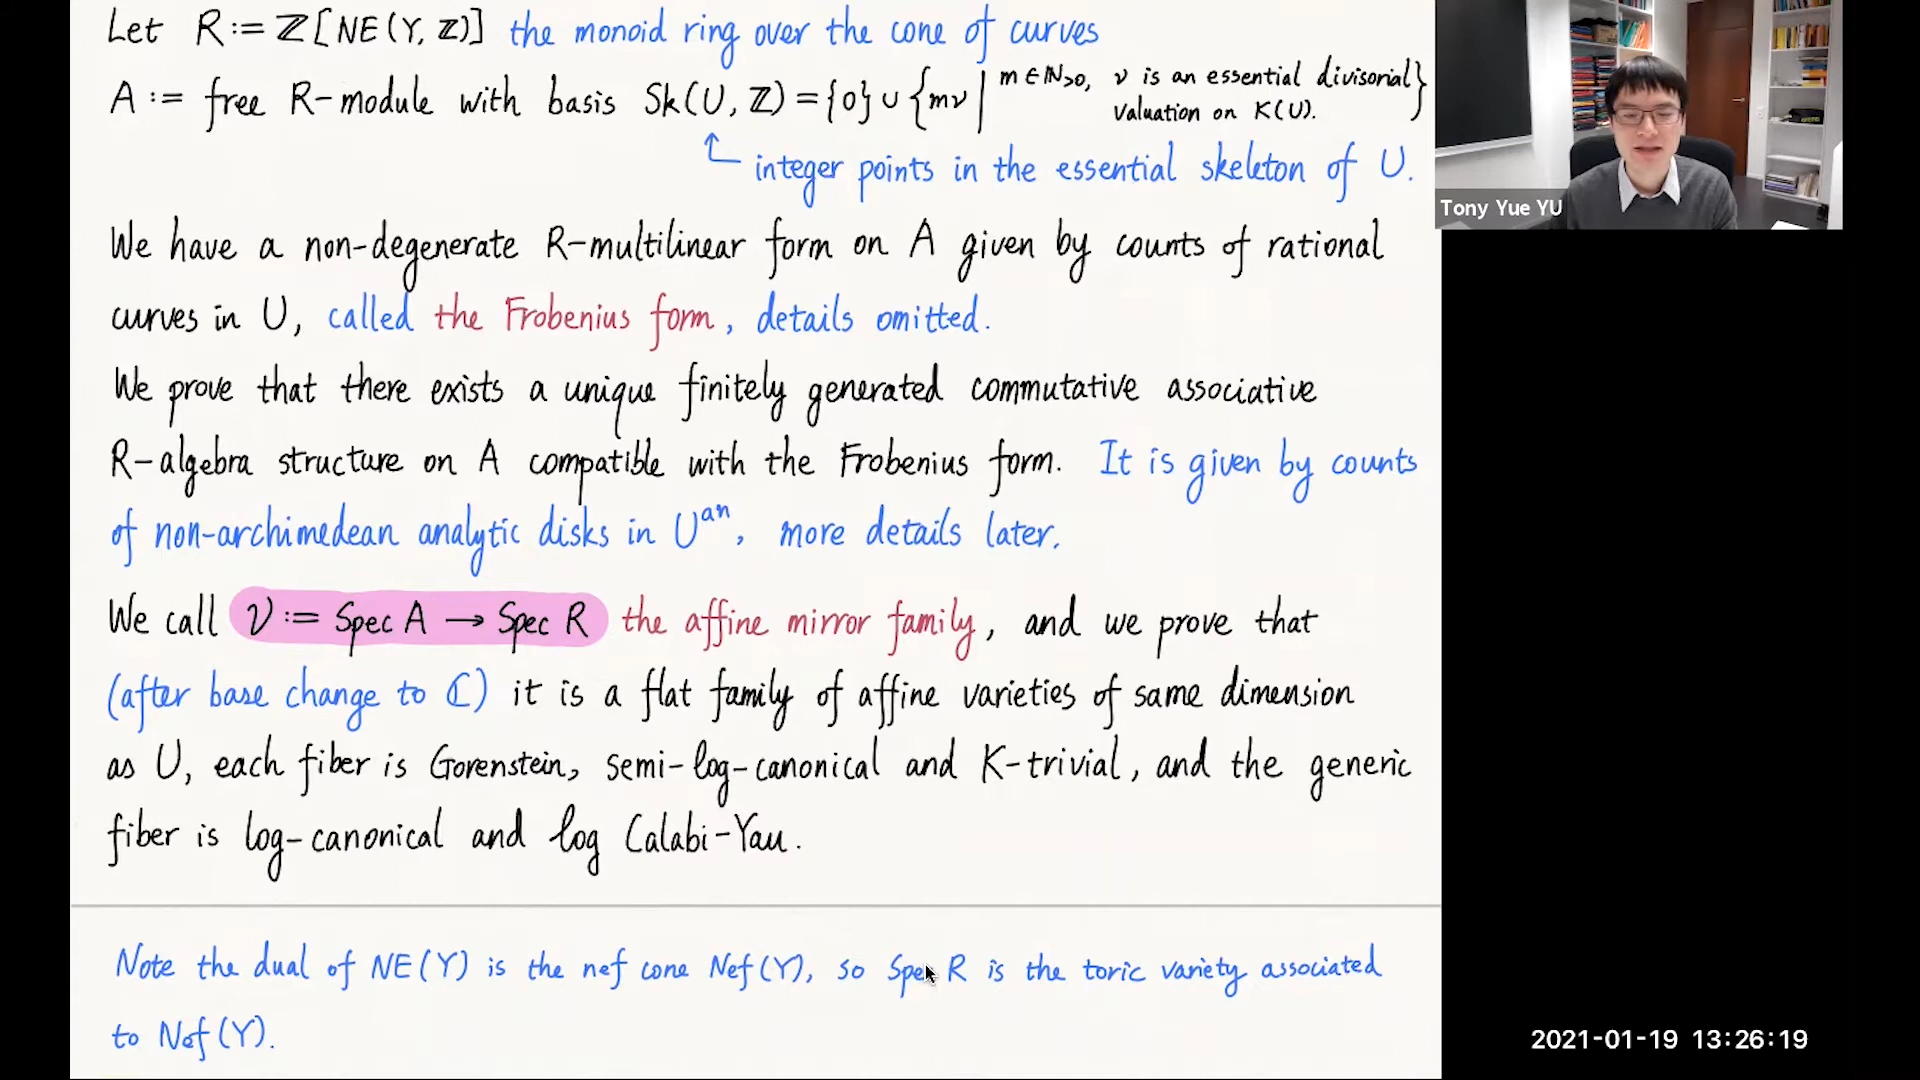 Let R := ℤ[NE(Y, ℤ)] the monoid ring over the cone of curves
A := free R-module with basis Sk(U, ℤ) = {0} ∪ {mν | m ∈ ℕ>0, ν is an essential divisorial
valuation on K(U).}
↑ integer points in the essential skeleton of U.
We have a non-degenerate R-multilinear form on A given by counts of rational
curves in U, called the Frobenius form, details omitted.
We prove that there exists a unique finitely generated commutative associative
R-algebra structure on A compatible with the Frobenius form. It is given by counts
of non-archimedean analytic disks in U^an, more details later.
We call 𝒱 := Spec A → Spec R the affine mirror family, and we prove that
(after base change to ℂ) it is a flat family of affine varieties of same dimension
as U, each fiber is Gorenstein, semi-log-canonical and K-trivial, and the generic
fiber is log-canonical and log Calabi-Yau.
Note the dual of NE(Y) is the nef cone Nef(Y), so Spec R is the toric variety associated
to Nef(Y).
Tony Yue YU
2021-01-19 13:26:19